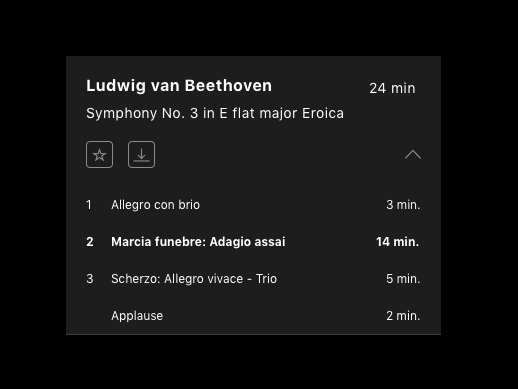 Ludwig van Beethoven 24 min
Symphony No. 3 in E flat major Eroica
1 Allegro con brio 3 min.
2 Marcia funebre: Adagio assai 14 min.
3 Scherzo: Allegro vivace - Trio 5 min.
Applause 2 min.